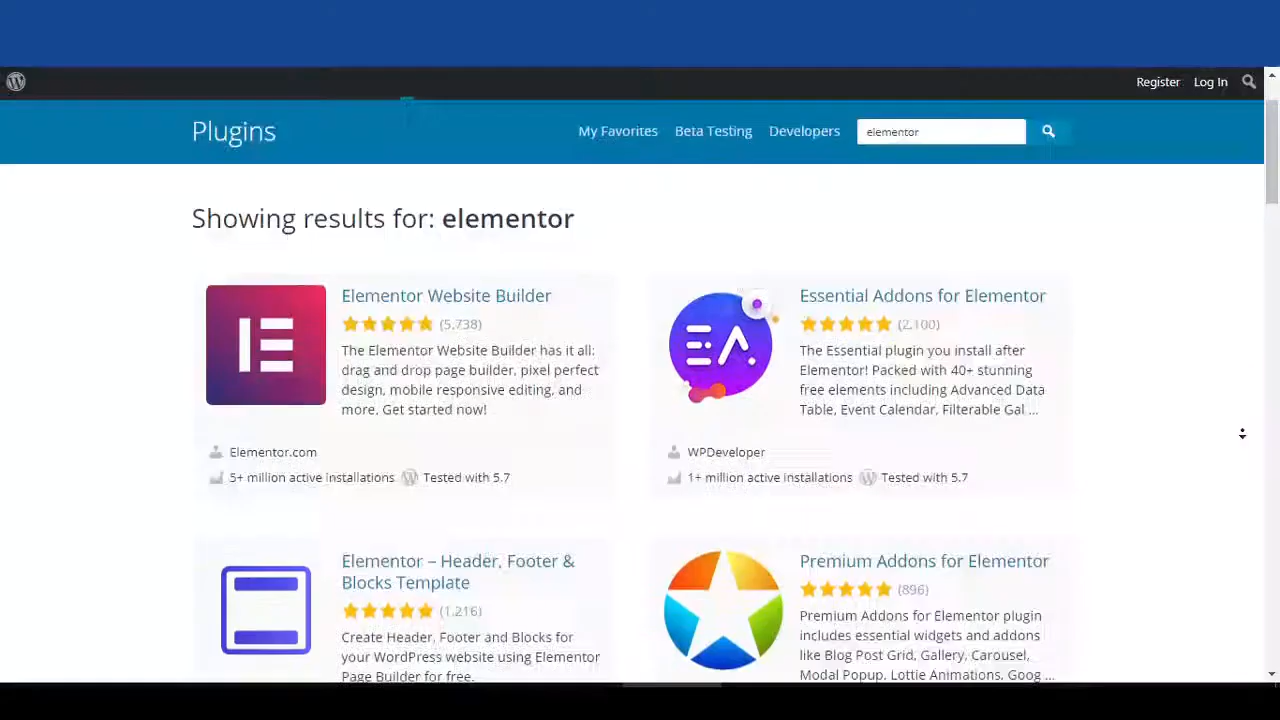 Register Log In
Plugins
My Favorites Beta Testing Developers elementor
Showing results for: elementor
Elementor Website Builder
(5.738)
The Elementor Website Builder has it all:
drag and drop page builder, pixel perfect
design, mobile responsive editing, and
more. Get started now!
Elementor.com
5+ million active installations Tested with 5.7
Essential Addons for Elementor
(2.100)
The Essential plugin you install after
Elementor! Packed with 40+ stunning
free elements including Advanced Data
Table, Event Calendar, Filterable Gal ...
WPDeveloper
1+ million active installations Tested with 5.7
Elementor – Header, Footer &
Blocks Template
(1.216)
Create Header, Footer and Blocks for
your WordPress website using Elementor
Page Builder for free.
Premium Addons for Elementor
(896)
Premium Addons for Elementor plugin
includes essential widgets and addons
like Blog Post Grid, Gallery, Carousel,
Modal Popup, Lottie Animations, Goog ...